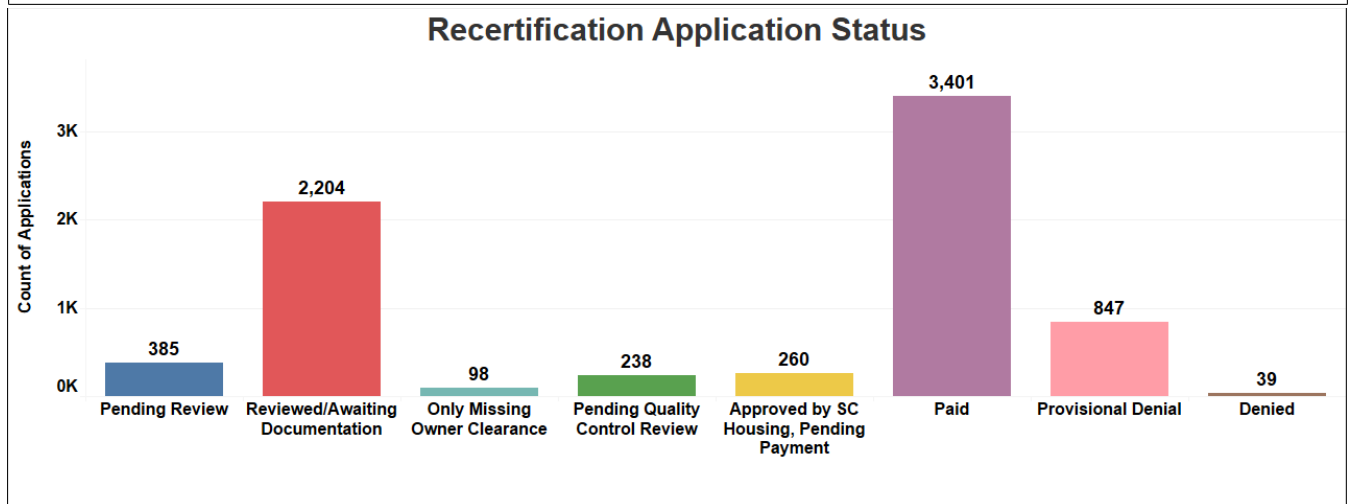 Recertification Application Status
Count of Applications
3K
2K
1K
0K
385
2,204
98
238
260
3,401
847
39
Pending Review
Reviewed/Awaiting
Documentation
Only Missing
Owner Clearance
Pending Quality
Control Review
Approved by SC
Housing, Pending
Payment
Paid
Provisional Denial
Denied